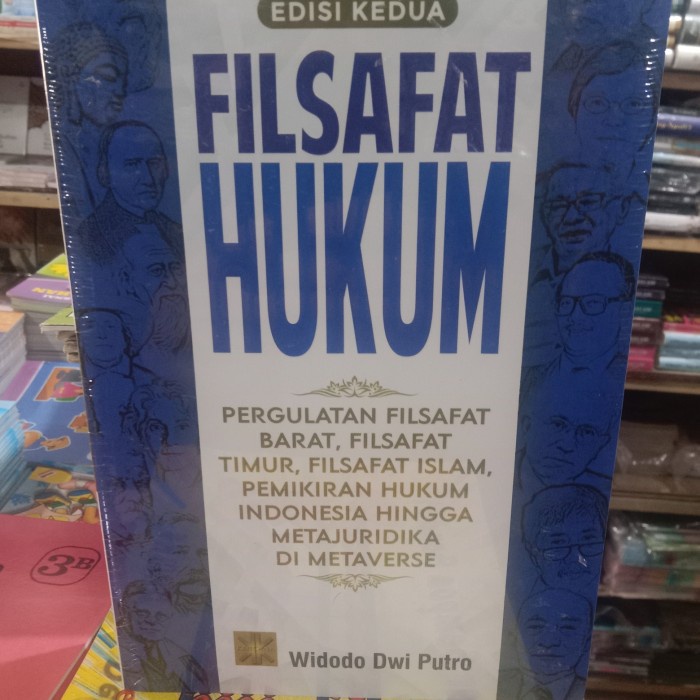 EDISI KEDUA
FILSAFAT
HUKUM
PERGULATAN FILSAFAT
BARAT, FILSAFAT
TIMUR, FILSAFAT ISLAM,
PEMIKIRAN HUKUM
INDONESIA HINGGA
METAJURIDIKA
DI METAVERSE
Widodo Dwi Putro
3B